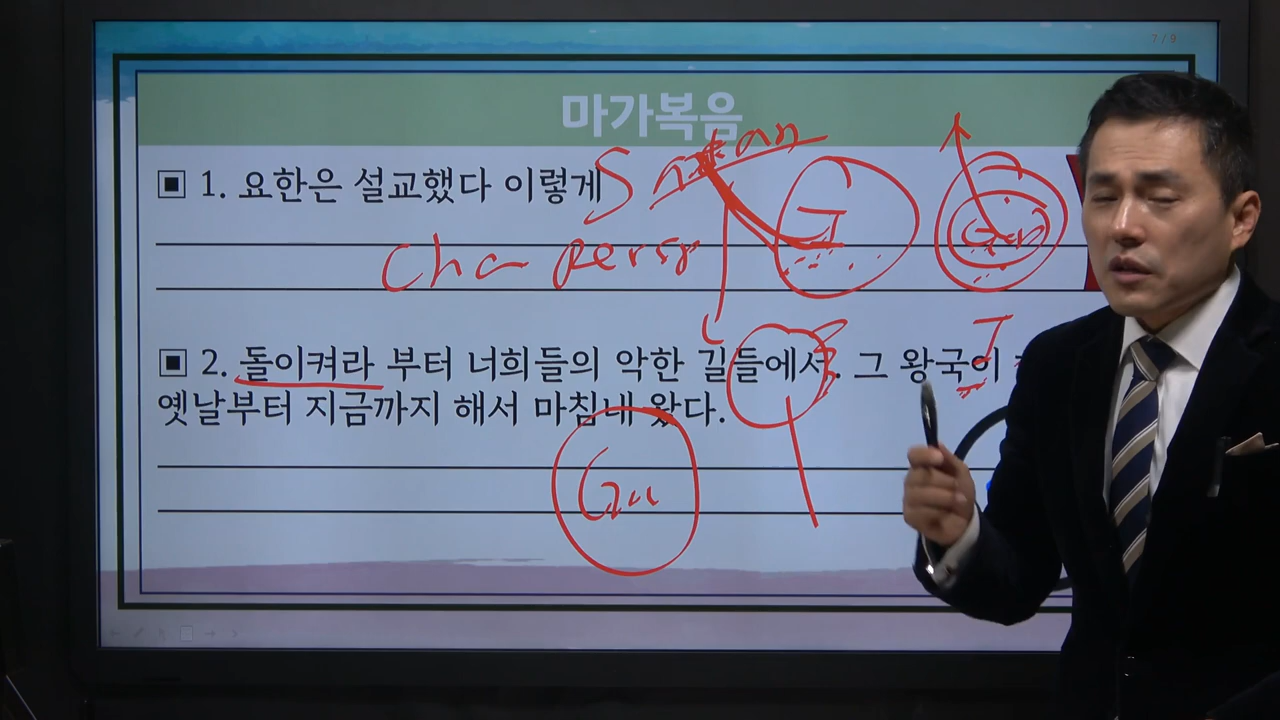 7/9
마가복음
▣ 1. 요한은 설교했다 이렇게
Satan
J
God
Cha persp
▣ 2. 돌이켜라 부터 너희들의 악한 길들에서. 그 왕국이
J
옛날부터 지금까지 해서 마침내 왔다.